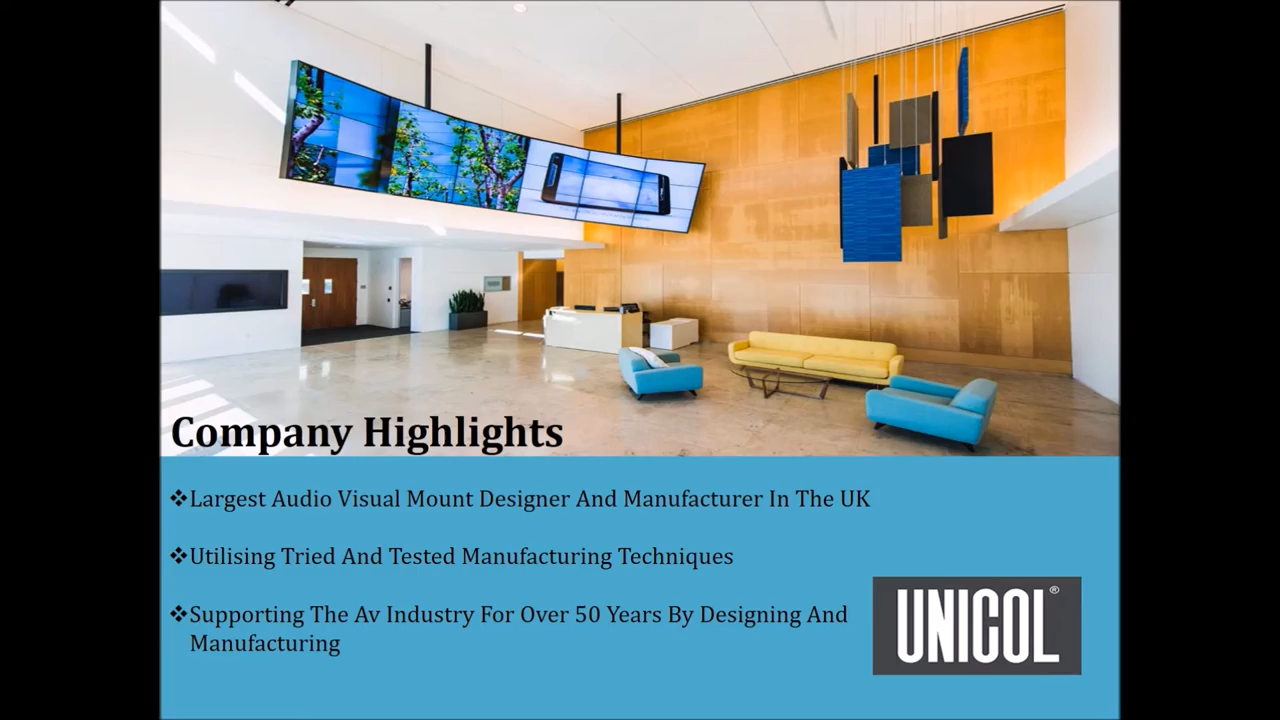 Company Highlights
❖Largest Audio Visual Mount Designer And Manufacturer In The UK
❖Utilising Tried And Tested Manufacturing Techniques
❖Supporting The Av Industry For Over 50 Years By Designing And
Manufacturing
UNICOL®